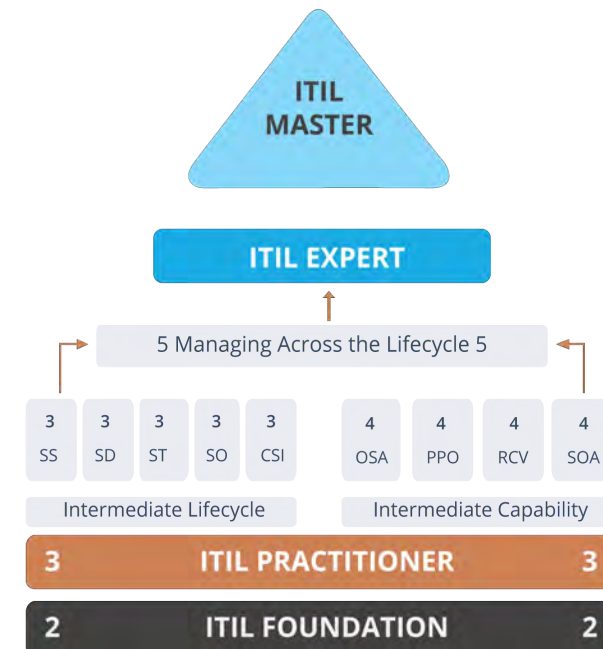 ITIL
MASTER
ITIL EXPERT
5 Managing Across the Lifecycle 5
3 3 3 3 3 4 4 4 4
SS SD ST SO CSI OSA PPO RCV SOA
Intermediate Lifecycle Intermediate Capability
3 ITIL PRACTITIONER 3
2 ITIL FOUNDATION 2